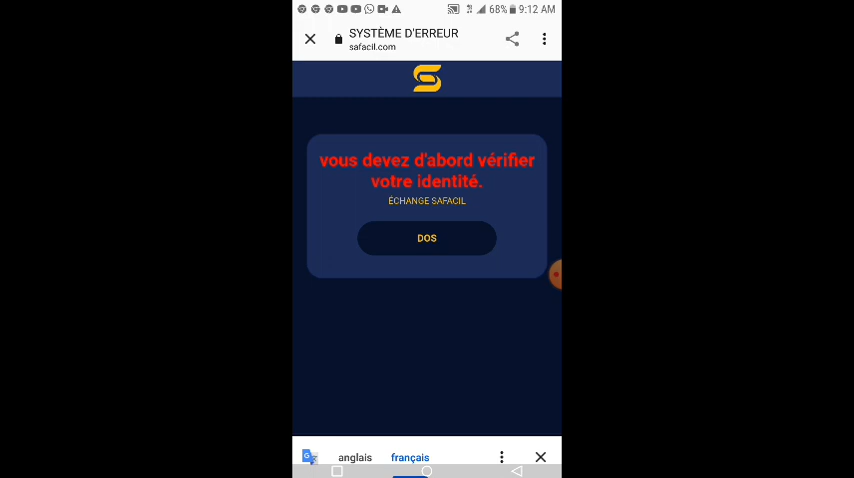 68% 9:12 AM
SYSTÈME D'ERREUR
safacil.com
vous devez d'abord vérifier
votre identité.
ÉCHANGE SAFACIL
DOS
anglais français